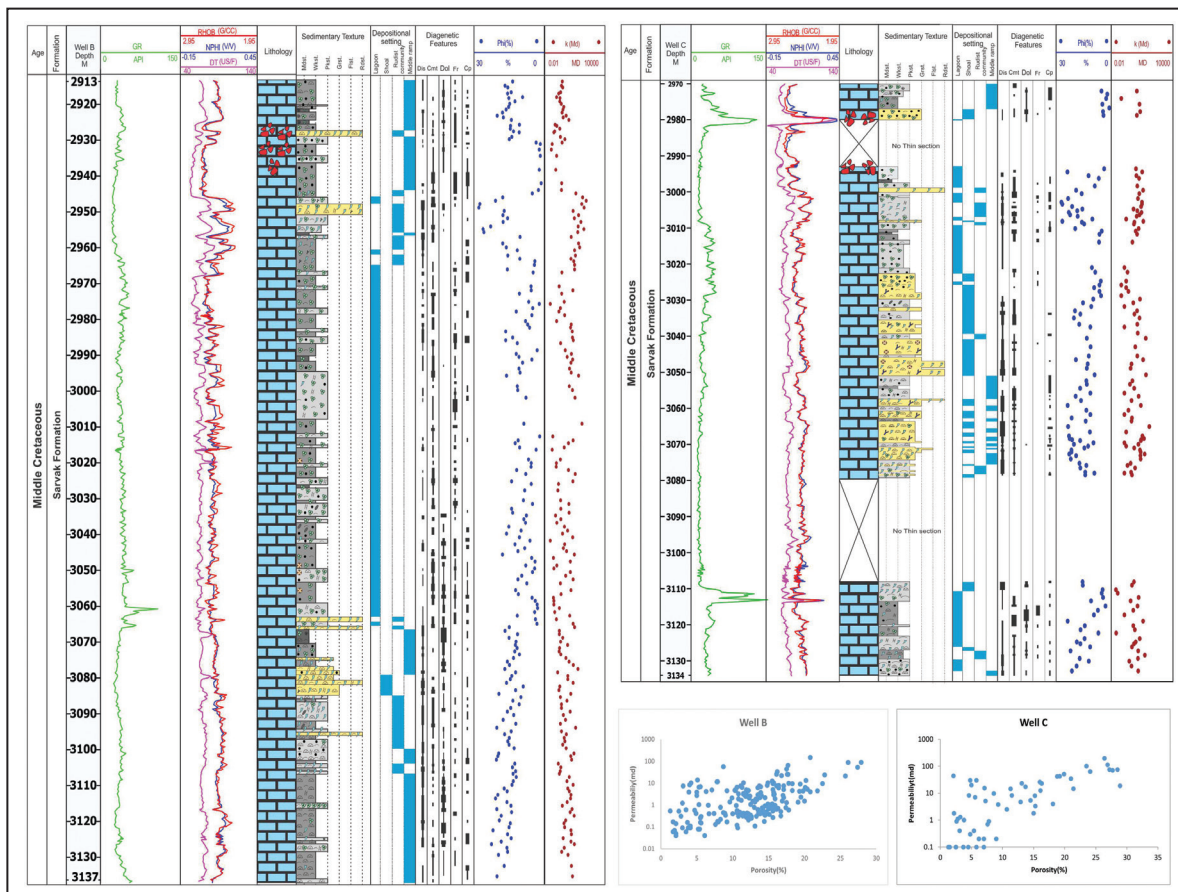 Age
Formation
Well B
Depth
M
GR
0 API 150
RHOB (G/CC)
2.95 1.95
NPHI (V/V)
-0.15 0.45
DT (US/F)
40 140
Lithology
Sedimentary Texture
Mdst.
Wkst.
Pkst.
Grst.
Flst.
Rdst.
Depositional
setting
Lagoon
Shoal
Rudist
community
Middle ramp
Diagenetic
Features
Dis Cmt Dol Fr Cp
Phi(%)
30 % 0
k (Md)
0.01 MD 10000
Middle Cretaceous
Sarvak Formation
2913
2920
2930
2940
2950
2960
2970
2980
2990
3000
3010
3020
3030
3040
3050
3060
3070
3080
3090
3100
3110
3120
3130
3137
Age
Formation
Well C
Depth
M
GR
0 API 150
RHOB (G/CC)
2.95 1.95
NPHI (V/V)
-0.15 0.45
DT (US/F)
40 140
Lithology
Sedimentary Texture
Mdst.
Wkst.
Pkst.
Grst.
Flst.
Rdst.
Depositional
setting
Lagoon
Shoal
Rudist
community
Middle ramp
Diagenetic
Features
Dis Cmt Dol Fr Cp
Phi(%)
30 % 0
k (Md)
0.01 MD 10000
Middle Cretaceous
Sarvak Formation
2970
2980
2990
3000
3010
3021
3030
3040
3050
3060
3070
3080
3094
3100
3110
3120
3130
3134
No Thin section
No Thin section
Well B
Permeability(md)
1000
100
10
1
0.1
0.01
0 5 10 15 20 25 30
Porosity(%)
Well C
Permeabiliyt(md)
1000.0
100.0
10.0
1.0
0.1
0 5 10 15 20 25 30 35
Porosity(%)